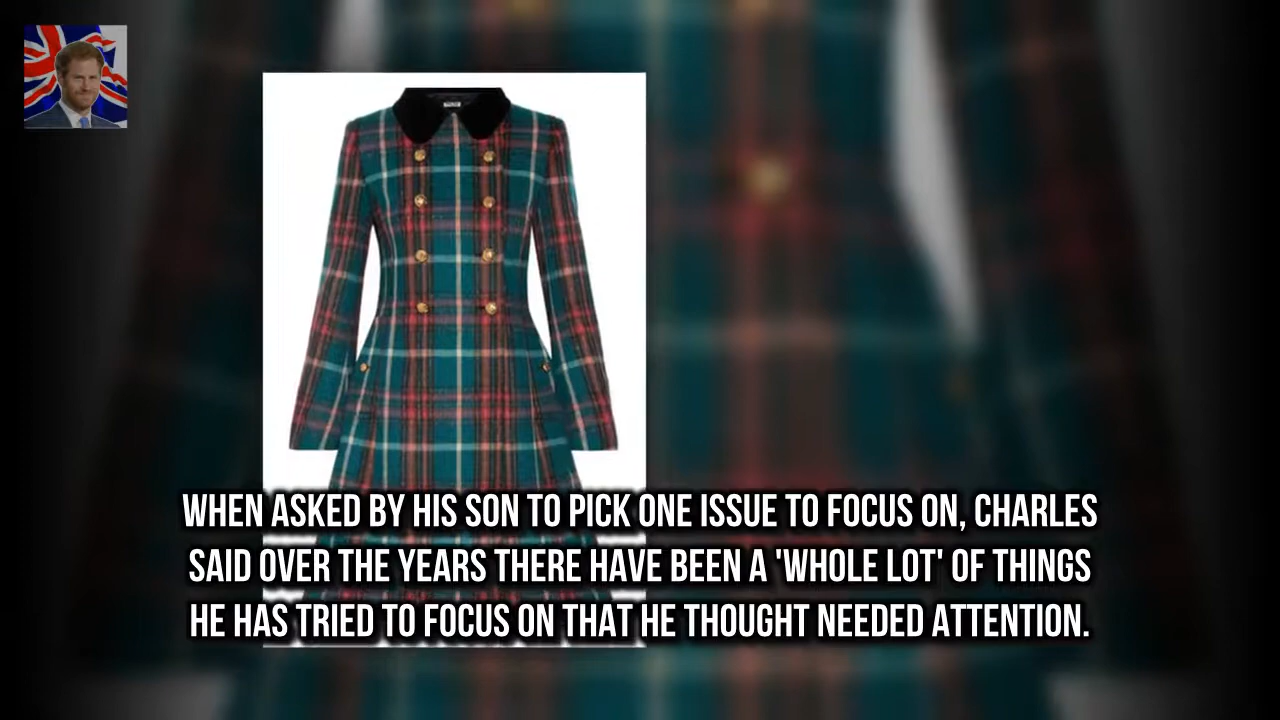 WHEN ASKED BY HIS SON TO PICK ONE ISSUE TO FOCUS ON, CHARLES
SAID OVER THE YEARS THERE HAVE BEEN A 'WHOLE LOT' OF THINGS
HE HAS TRIED TO FOCUS ON THAT HE THOUGHT NEEDED ATTENTION.